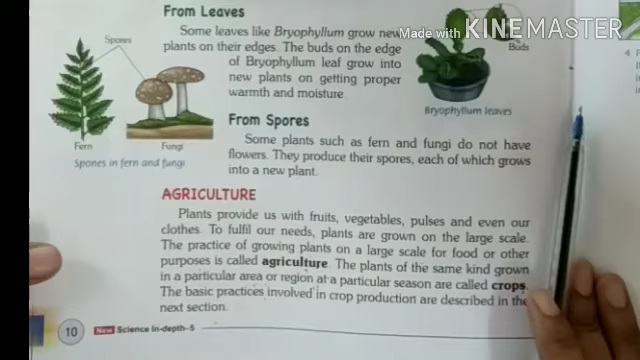 From Leaves
Some leaves like Bryophyllum grow new
plants on their edges. The buds on the edge
of Bryophyllum leaf grow into
new plants on getting proper
warmth and moisture.
Made with KINEMASTER
Buds
Bryophyllum leaves
Spores
Fern
Fungi
Spores in fern and fungi
From Spores
Some plants such as fern and fungi do not have
flowers. They produce their spores, each of which grows
into a new plant.
AGRICULTURE
Plants provide us with fruits, vegetables, pulses and even our
clothes. To fulfil our needs, plants are grown on the large scale.
The practice of growing plants on a large scale for food or other
purposes is called agriculture. The plants of the same kind grown
in a particular area or region at a particular season are called crops.
The basic practices involved in crop production are described in the
next section.
10 New Science In-depth-5
4.